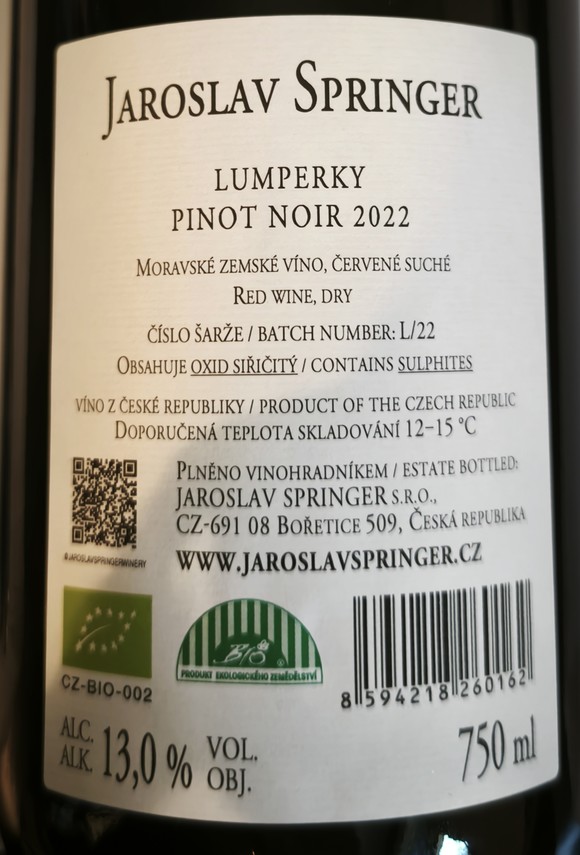 JAROSLAV SPRINGER
LUMPERKY
PINOT NOIR 2022
MORAVSKÉ ZEMSKÉ VÍNO, ČERVENÉ SUCHÉ
RED WINE, DRY
ČÍSLO ŠARŽE / BATCH NUMBER: L/22
OBSAHUJE OXID SIŘIČITÝ / CONTAINS SULPHITES
VÍNO Z ČESKÉ REPUBLIKY / PRODUCT OF THE CZECH REPUBLIC
DOPORUČENÁ TEPLOTA SKLADOVÁNÍ 12–15 °C
PLNĚNO VINOHRADNÍKEM / ESTATE BOTTLED:
JAROSLAV SPRINGER S.R.O.,
CZ-691 08 BOŘETICE 509, ČESKÁ REPUBLIKA
WWW.JAROSLAVSPRINGER.CZ
#JAROSLAVSPRINGERWINERY
CZ-BIO-002
BIO ®
PRODUKT EKOLOGICKÉHO ZEMĚDĚLSTVÍ
8 594218 260162
ALC. ALK. 13,0 % VOL. OBJ.
750 ml